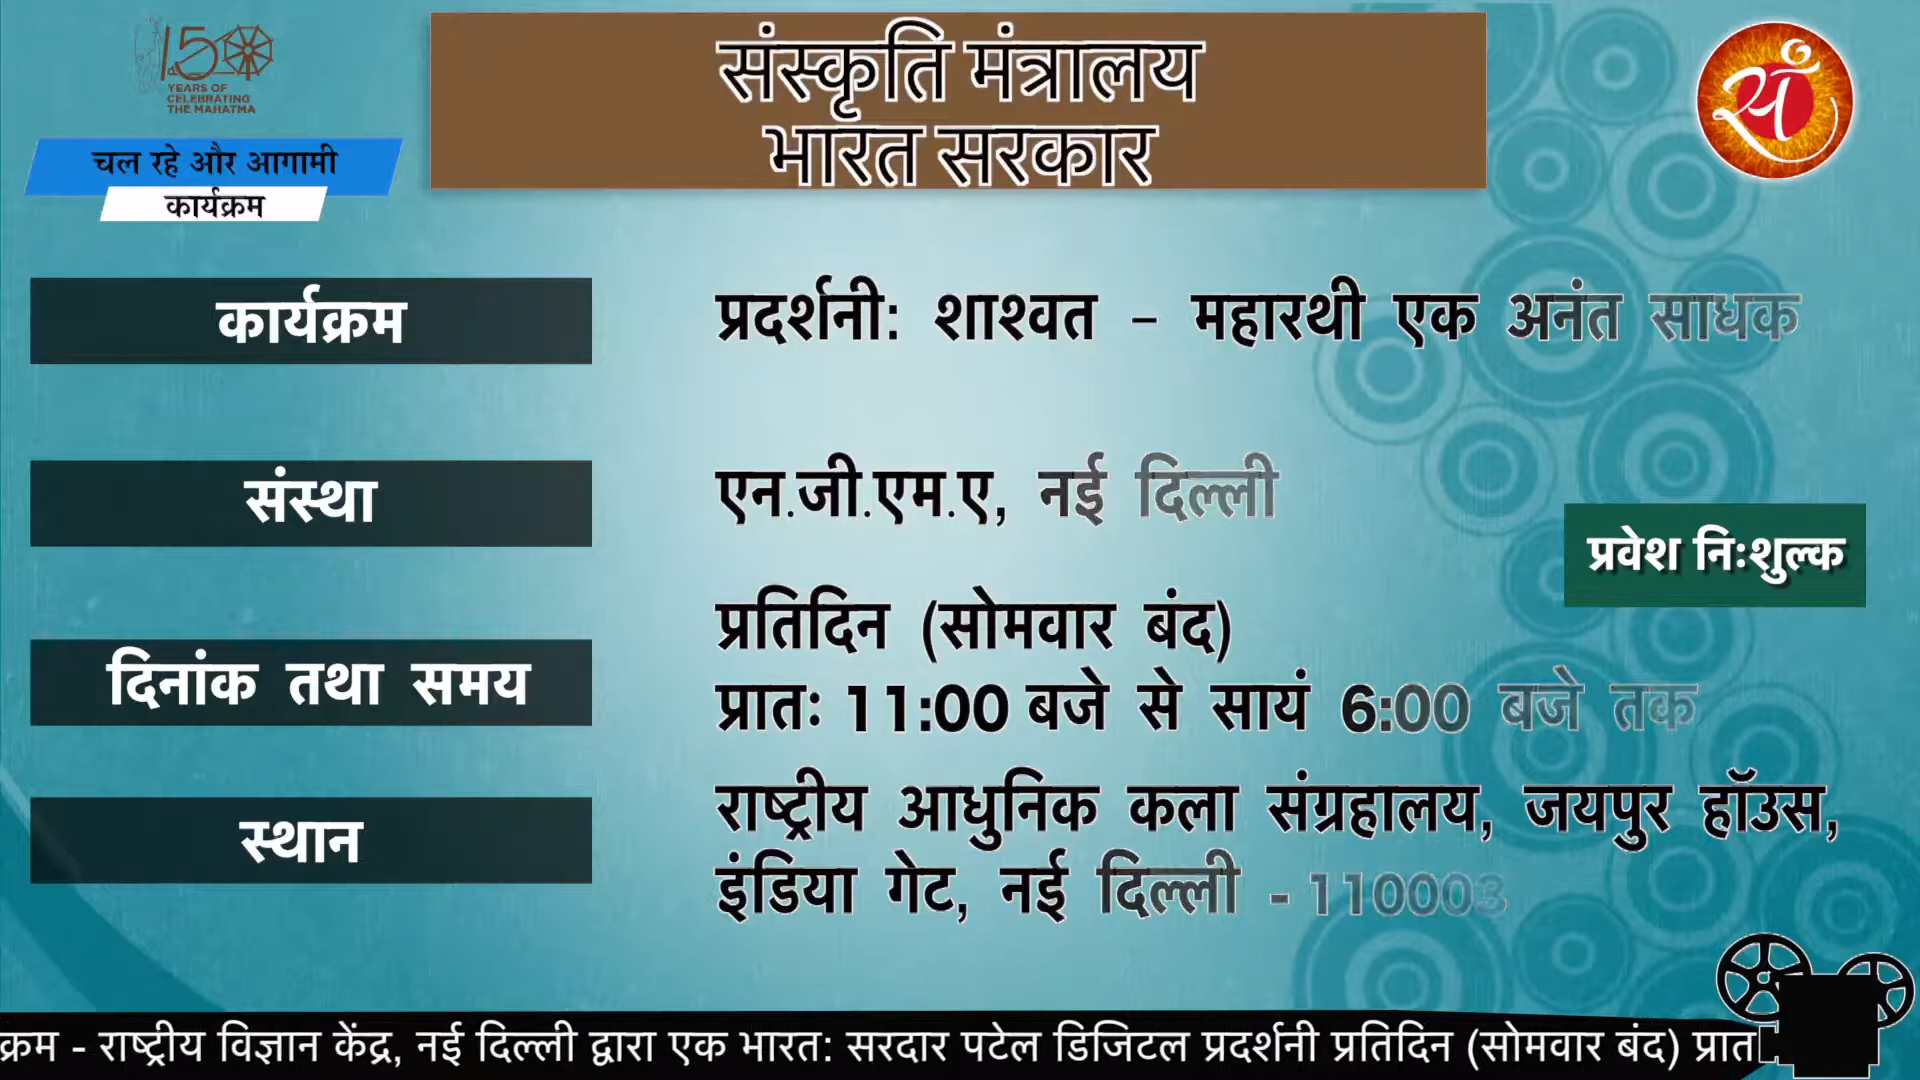 150
YEARS OF
CELEBRATING
THE MAHATMA
संस्कृति मंत्रालय
भारत सरकार
सं
चल रहे और आगामी
कार्यक्रम
कार्यक्रम
प्रदर्शनी: शाश्वत – महारथी एक अनंत साधक
संस्था
एन.जी.एम.ए, नई दिल्ली
प्रवेश निःशुल्क
दिनांक तथा समय
प्रतिदिन (सोमवार बंद)
प्रातः 11:00 बजे से सायं 6:00 बजे तक
स्थान
राष्ट्रीय आधुनिक कला संग्रहालय, जयपुर हॉउस,
इंडिया गेट, नई दिल्ली - 110003
क्रम - राष्ट्रीय विज्ञान केंद्र, नई दिल्ली द्वारा एक भारत: सरदार पटेल डिजिटल प्रदर्शनी प्रतिदिन (सोमवार बंद) प्रात